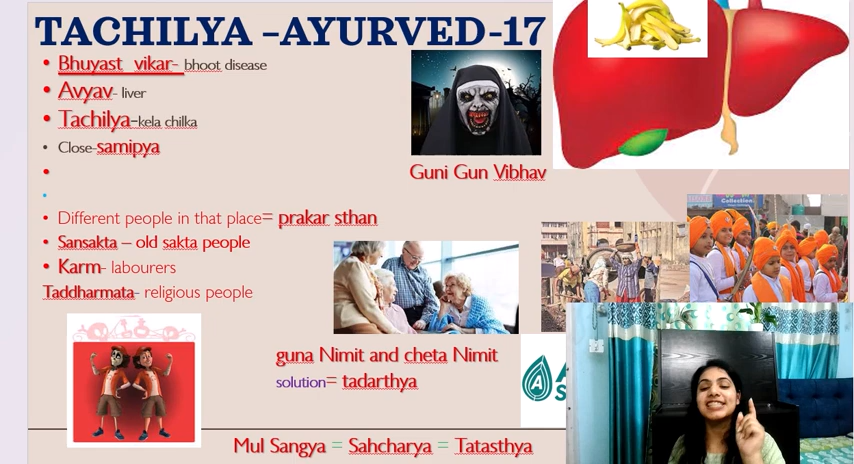 TACHILYA –AYURVED-17
Bhuyast vikar- bhoot disease
Avyav- liver
Tachilya-kela chilka
Close-samipya
Guni Gun Vibhav
Different people in that place= prakar sthan
Sansakta – old sakta people
Karm- labourers
Taddharmata- religious people
Collection
guna Nimit and cheta Nimit
solution= tadarthya
Mul Sangya = Sahcharya = Tatasthya